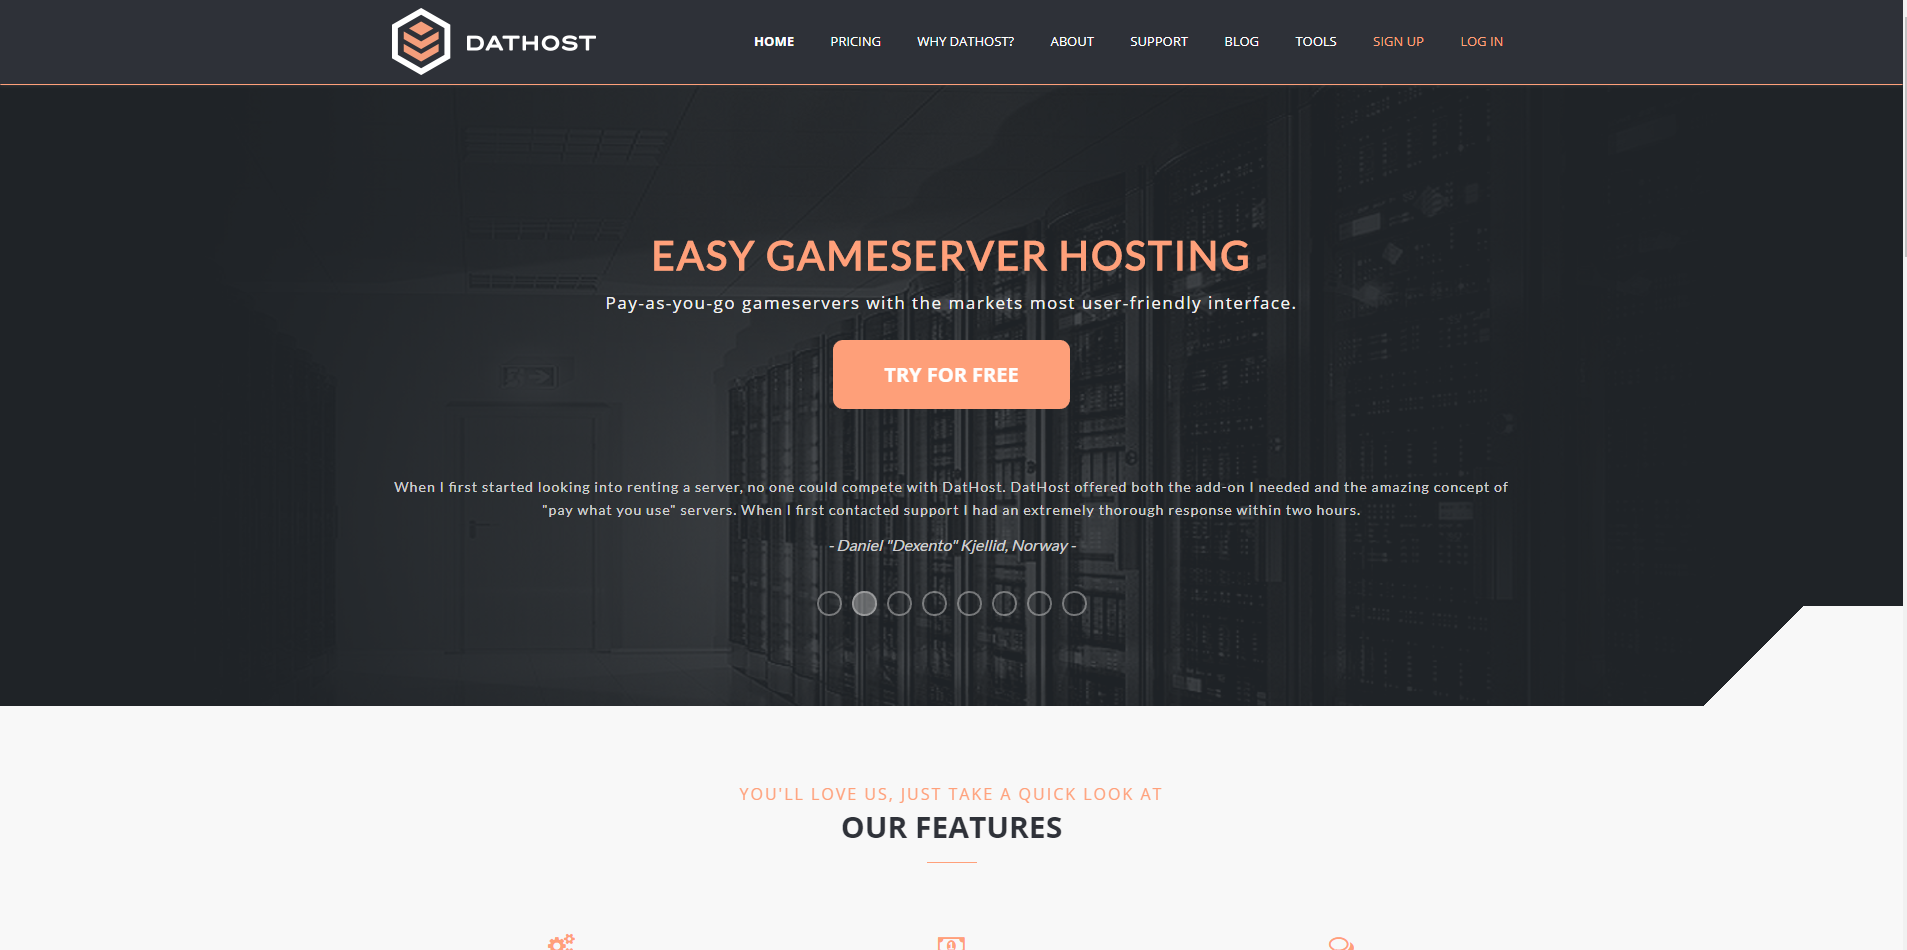 DATHOST
HOME PRICING WHY DATHOST? ABOUT SUPPORT BLOG TOOLS SIGN UP LOG IN
EASY GAMESERVER HOSTING
Pay-as-you-go gameservers with the markets most user-friendly interface.
TRY FOR FREE
When I first started looking into renting a server, no one could compete with DatHost. DatHost offered both the add-on I needed and the amazing concept of
"pay what you use" servers. When I first contacted support I had an extremely thorough response within two hours.
- Daniel "Dexento" Kjellid, Norway -
YOU'LL LOVE US, JUST TAKE A QUICK LOOK AT
OUR FEATURES